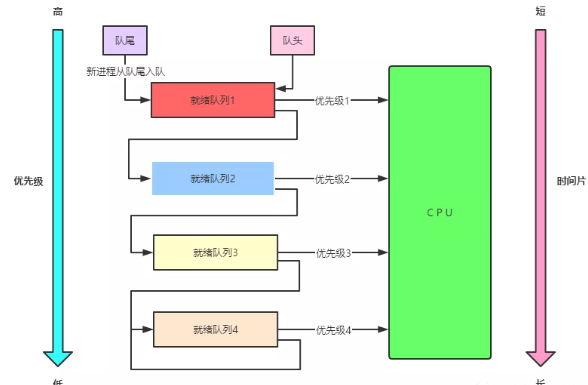 高
短
队尾
队头
新进程从队尾入队
就绪队列1
优先级1
优先级
就绪队列2
优先级2
CPU
时间片
就绪队列3
优先级3
就绪队列4
优先级4
低
长